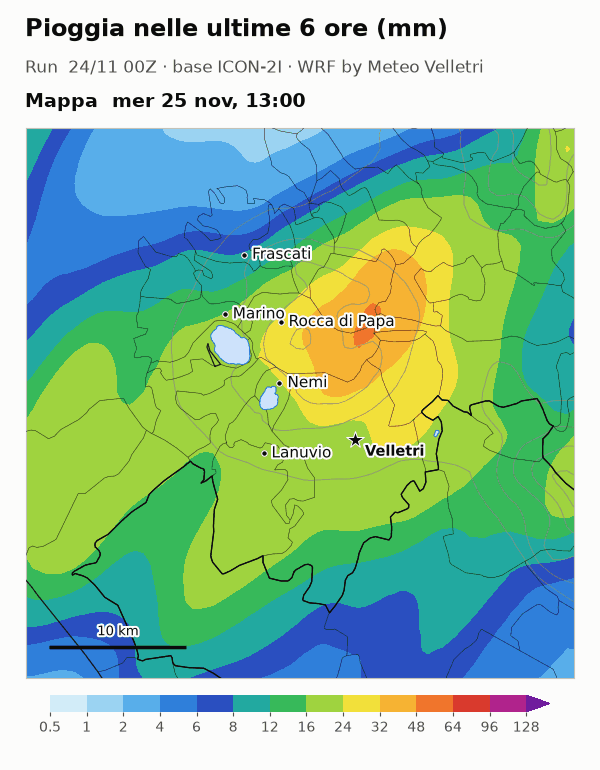 Pioggia nelle ultime 6 ore (mm)
Run  24/11 00Z · base ICON-2I · WRF by Meteo Velletri
Mappa  mer 25 nov, 13:00
Frascati
Marino
Rocca di Papa
Nemi
Velletri
Lanuvio
10 km
0.5 1 2 4 6 8 12 16 24 32 48 64 96 128